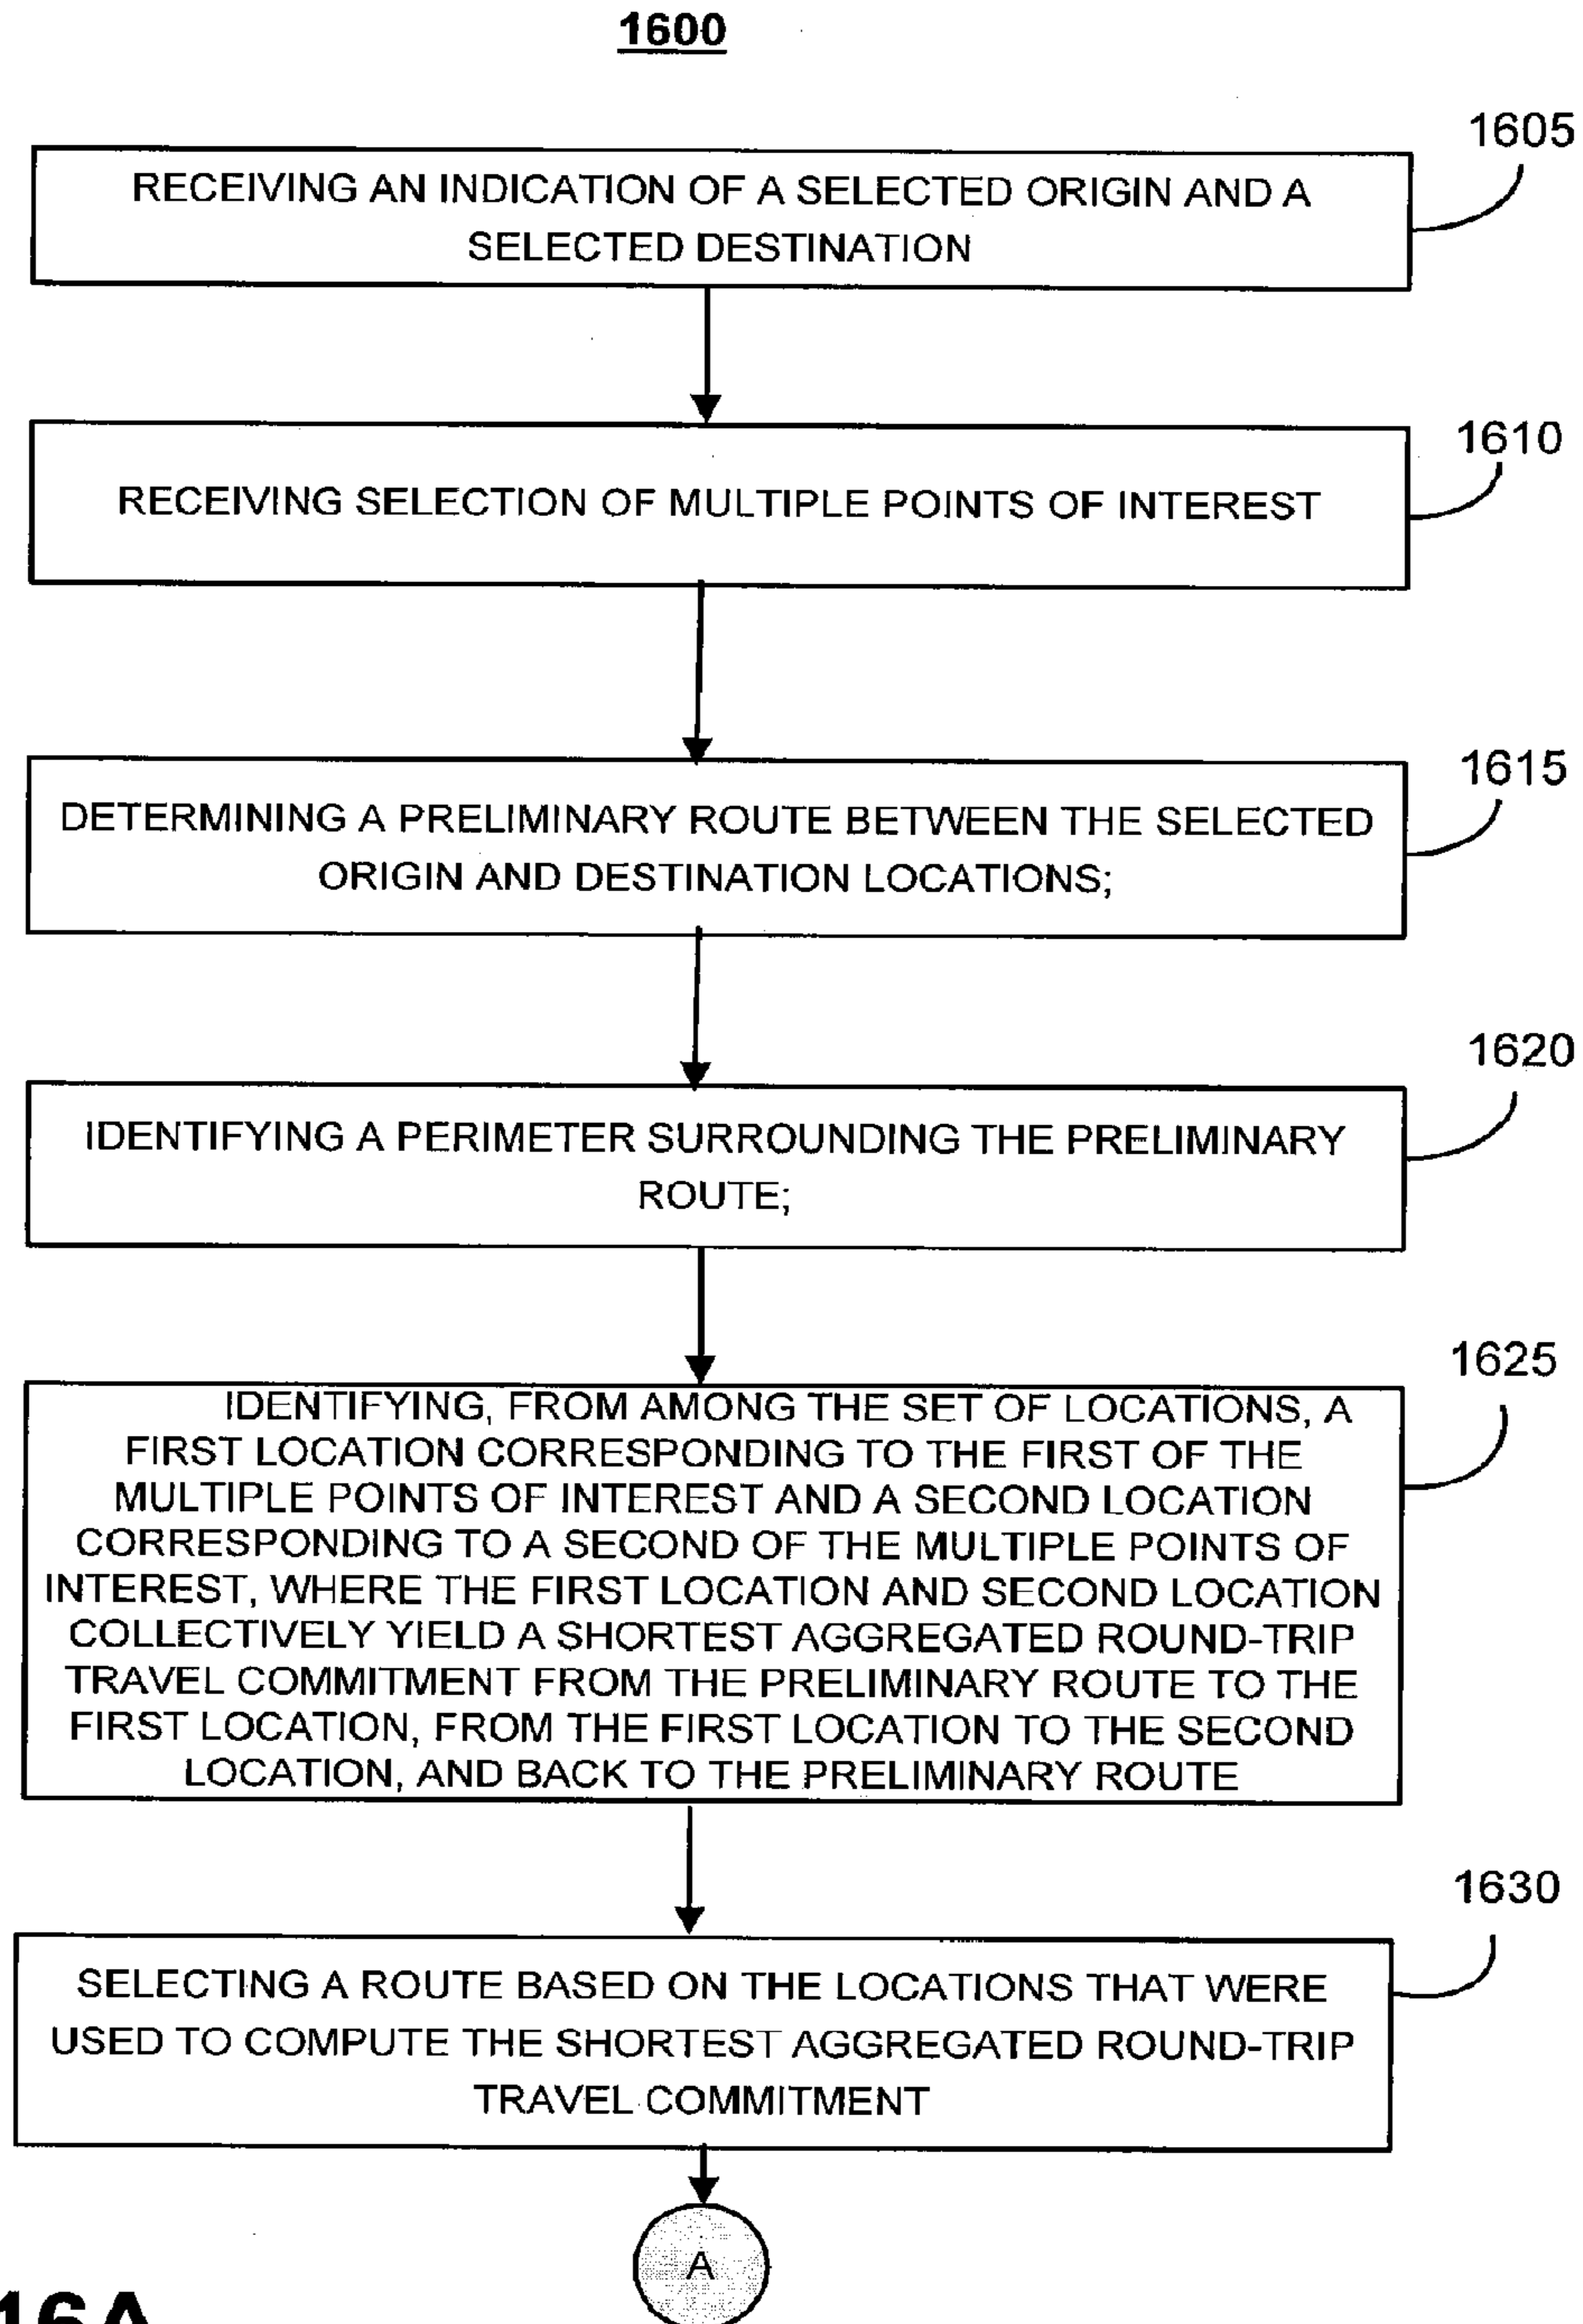 1600
1605
RECEIVING AN INDICATION OF A SELECTED ORIGIN AND A
SELECTED DESTINATION
1610
RECEIVING SELECTION OF MULTIPLE POINTS OF INTEREST
1615
DETERMINING A PRELIMINARY ROUTE BETWEEN THE SELECTED
ORIGIN AND DESTINATION LOCATIONS;
1620
IDENTIFYING A PERIMETER SURROUNDING THE PRELIMINARY
ROUTE;
1625
IDENTIFYING, FROM AMONG THE SET OF LOCATIONS, A
FIRST LOCATION CORRESPONDING TO THE FIRST OF THE
MULTIPLE POINTS OF INTEREST AND A SECOND LOCATION
CORRESPONDING TO A SECOND OF THE MULTIPLE POINTS OF
INTEREST, WHERE THE FIRST LOCATION AND SECOND LOCATION
COLLECTIVELY YIELD A SHORTEST AGGREGATED ROUND-TRIP
TRAVEL COMMITMENT FROM THE PRELIMINARY ROUTE TO THE
FIRST LOCATION, FROM THE FIRST LOCATION TO THE SECOND
LOCATION, AND BACK TO THE PRELIMINARY ROUTE
1630
SELECTING A ROUTE BASED ON THE LOCATIONS THAT WERE
USED TO COMPUTE THE SHORTEST AGGREGATED ROUND-TRIP
TRAVEL COMMITMENT
A
16A